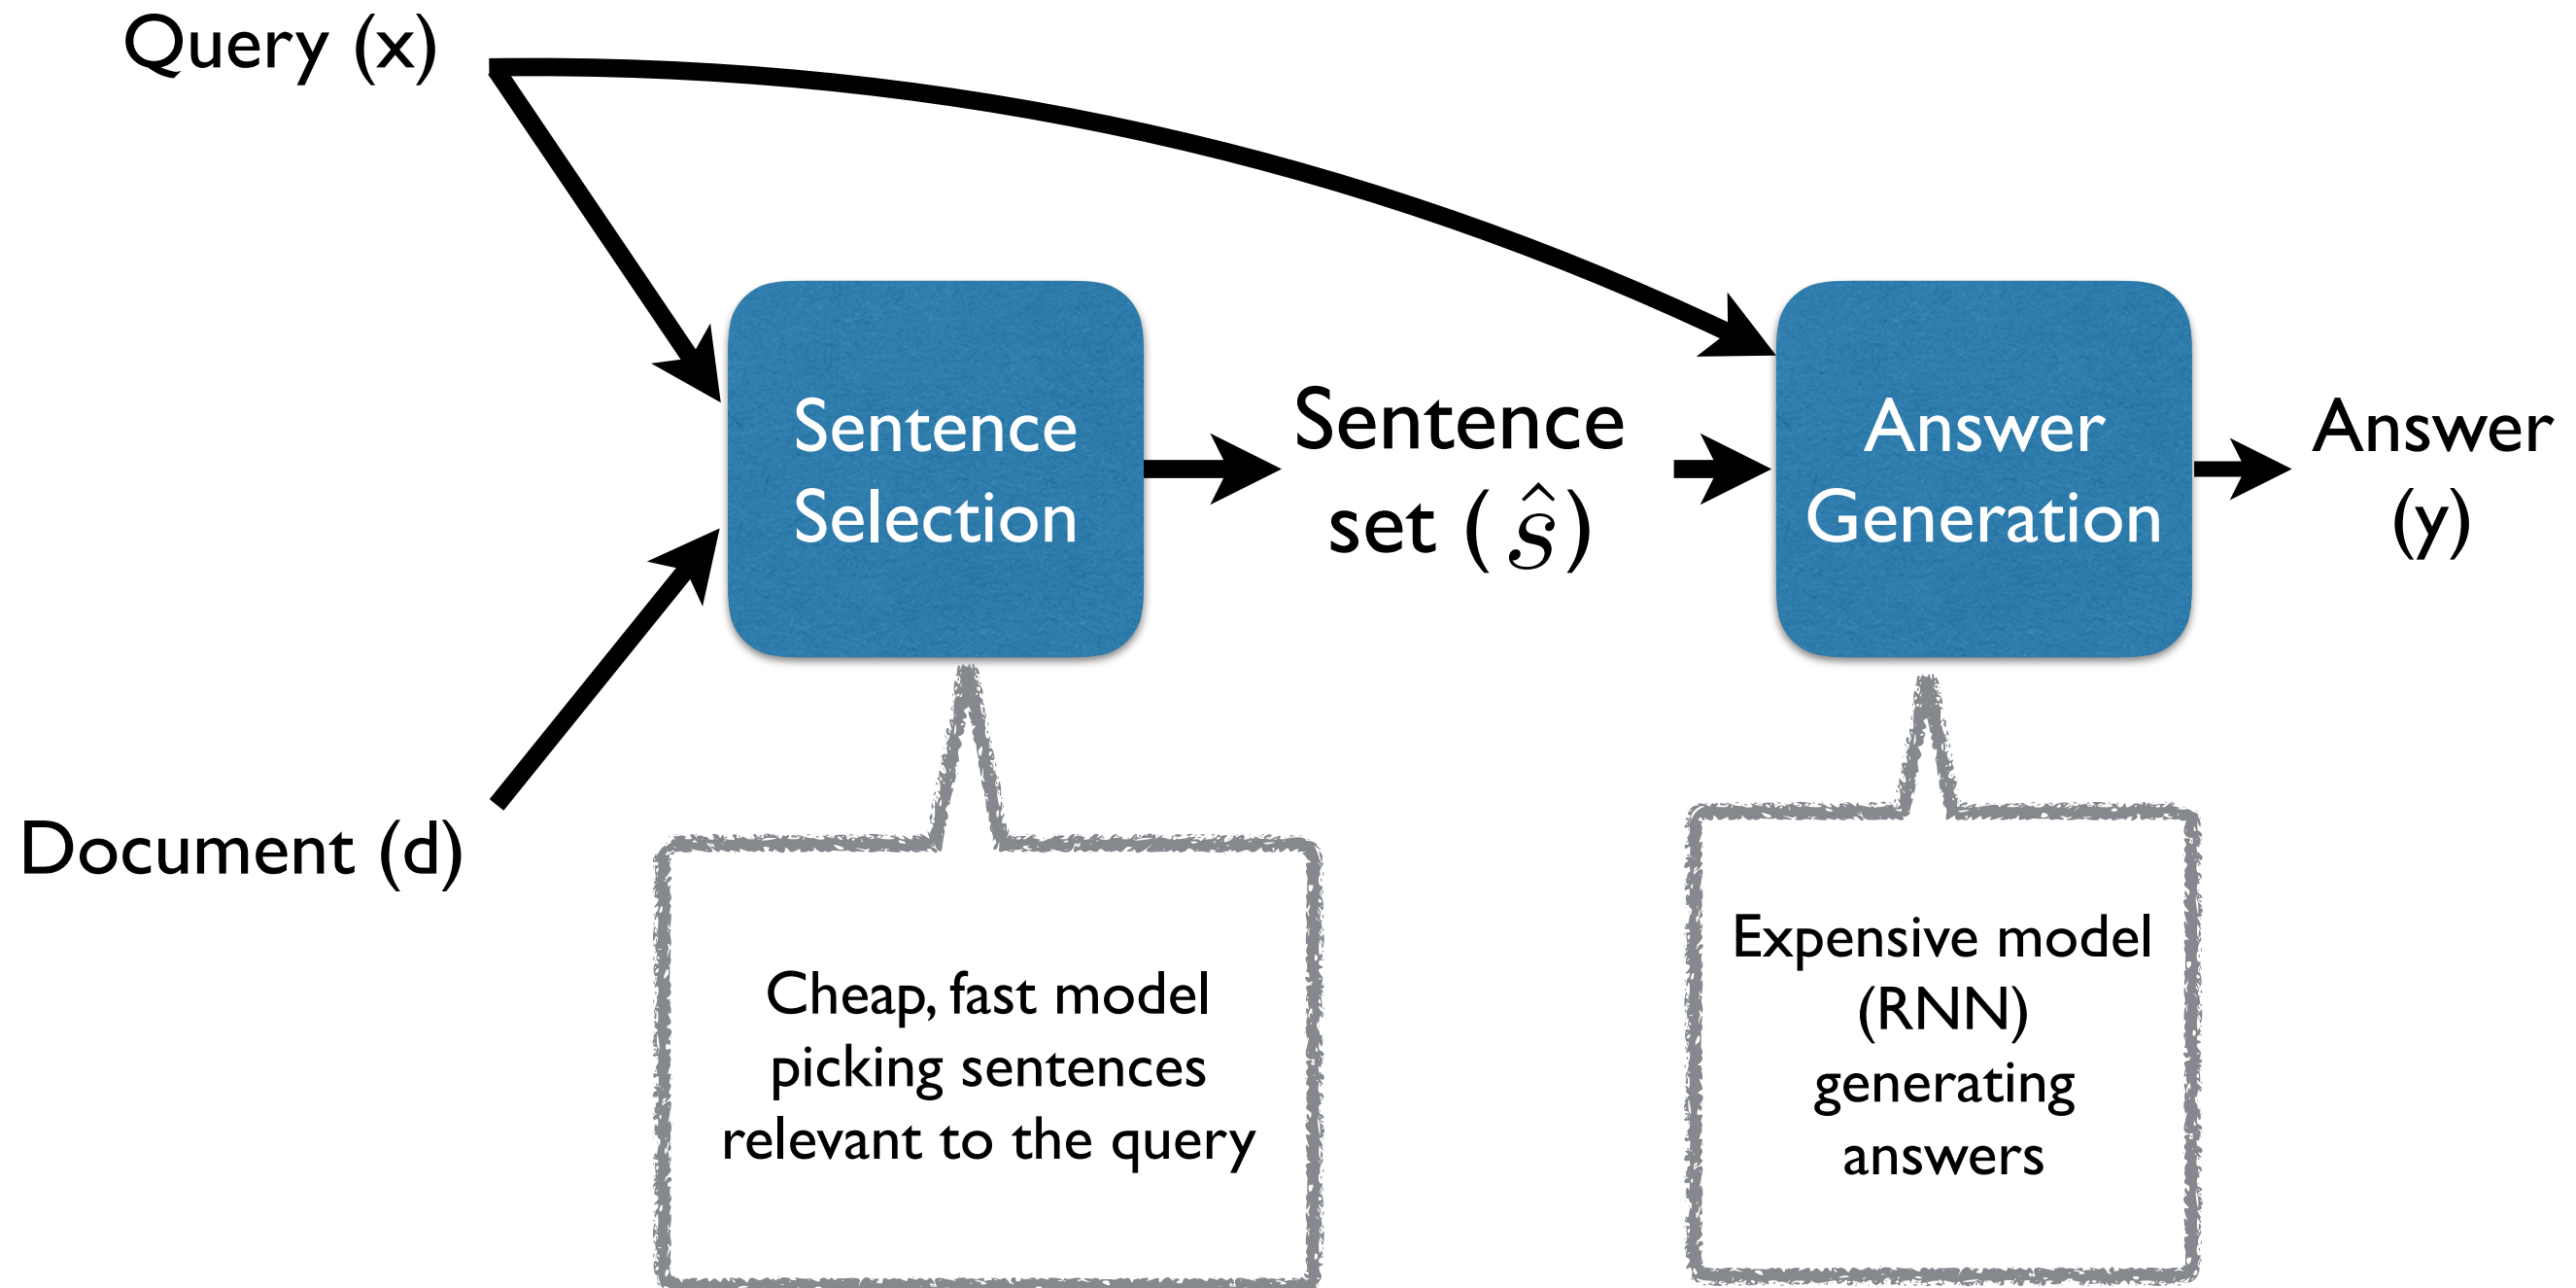 Query (x)
Sentence
Selection
Sentence
set ( ŝ )
Answer
Generation
Answer
(y)
Document (d)
Cheap, fast model
picking sentences
relevant to the query
Expensive model
(RNN)
generating
answers